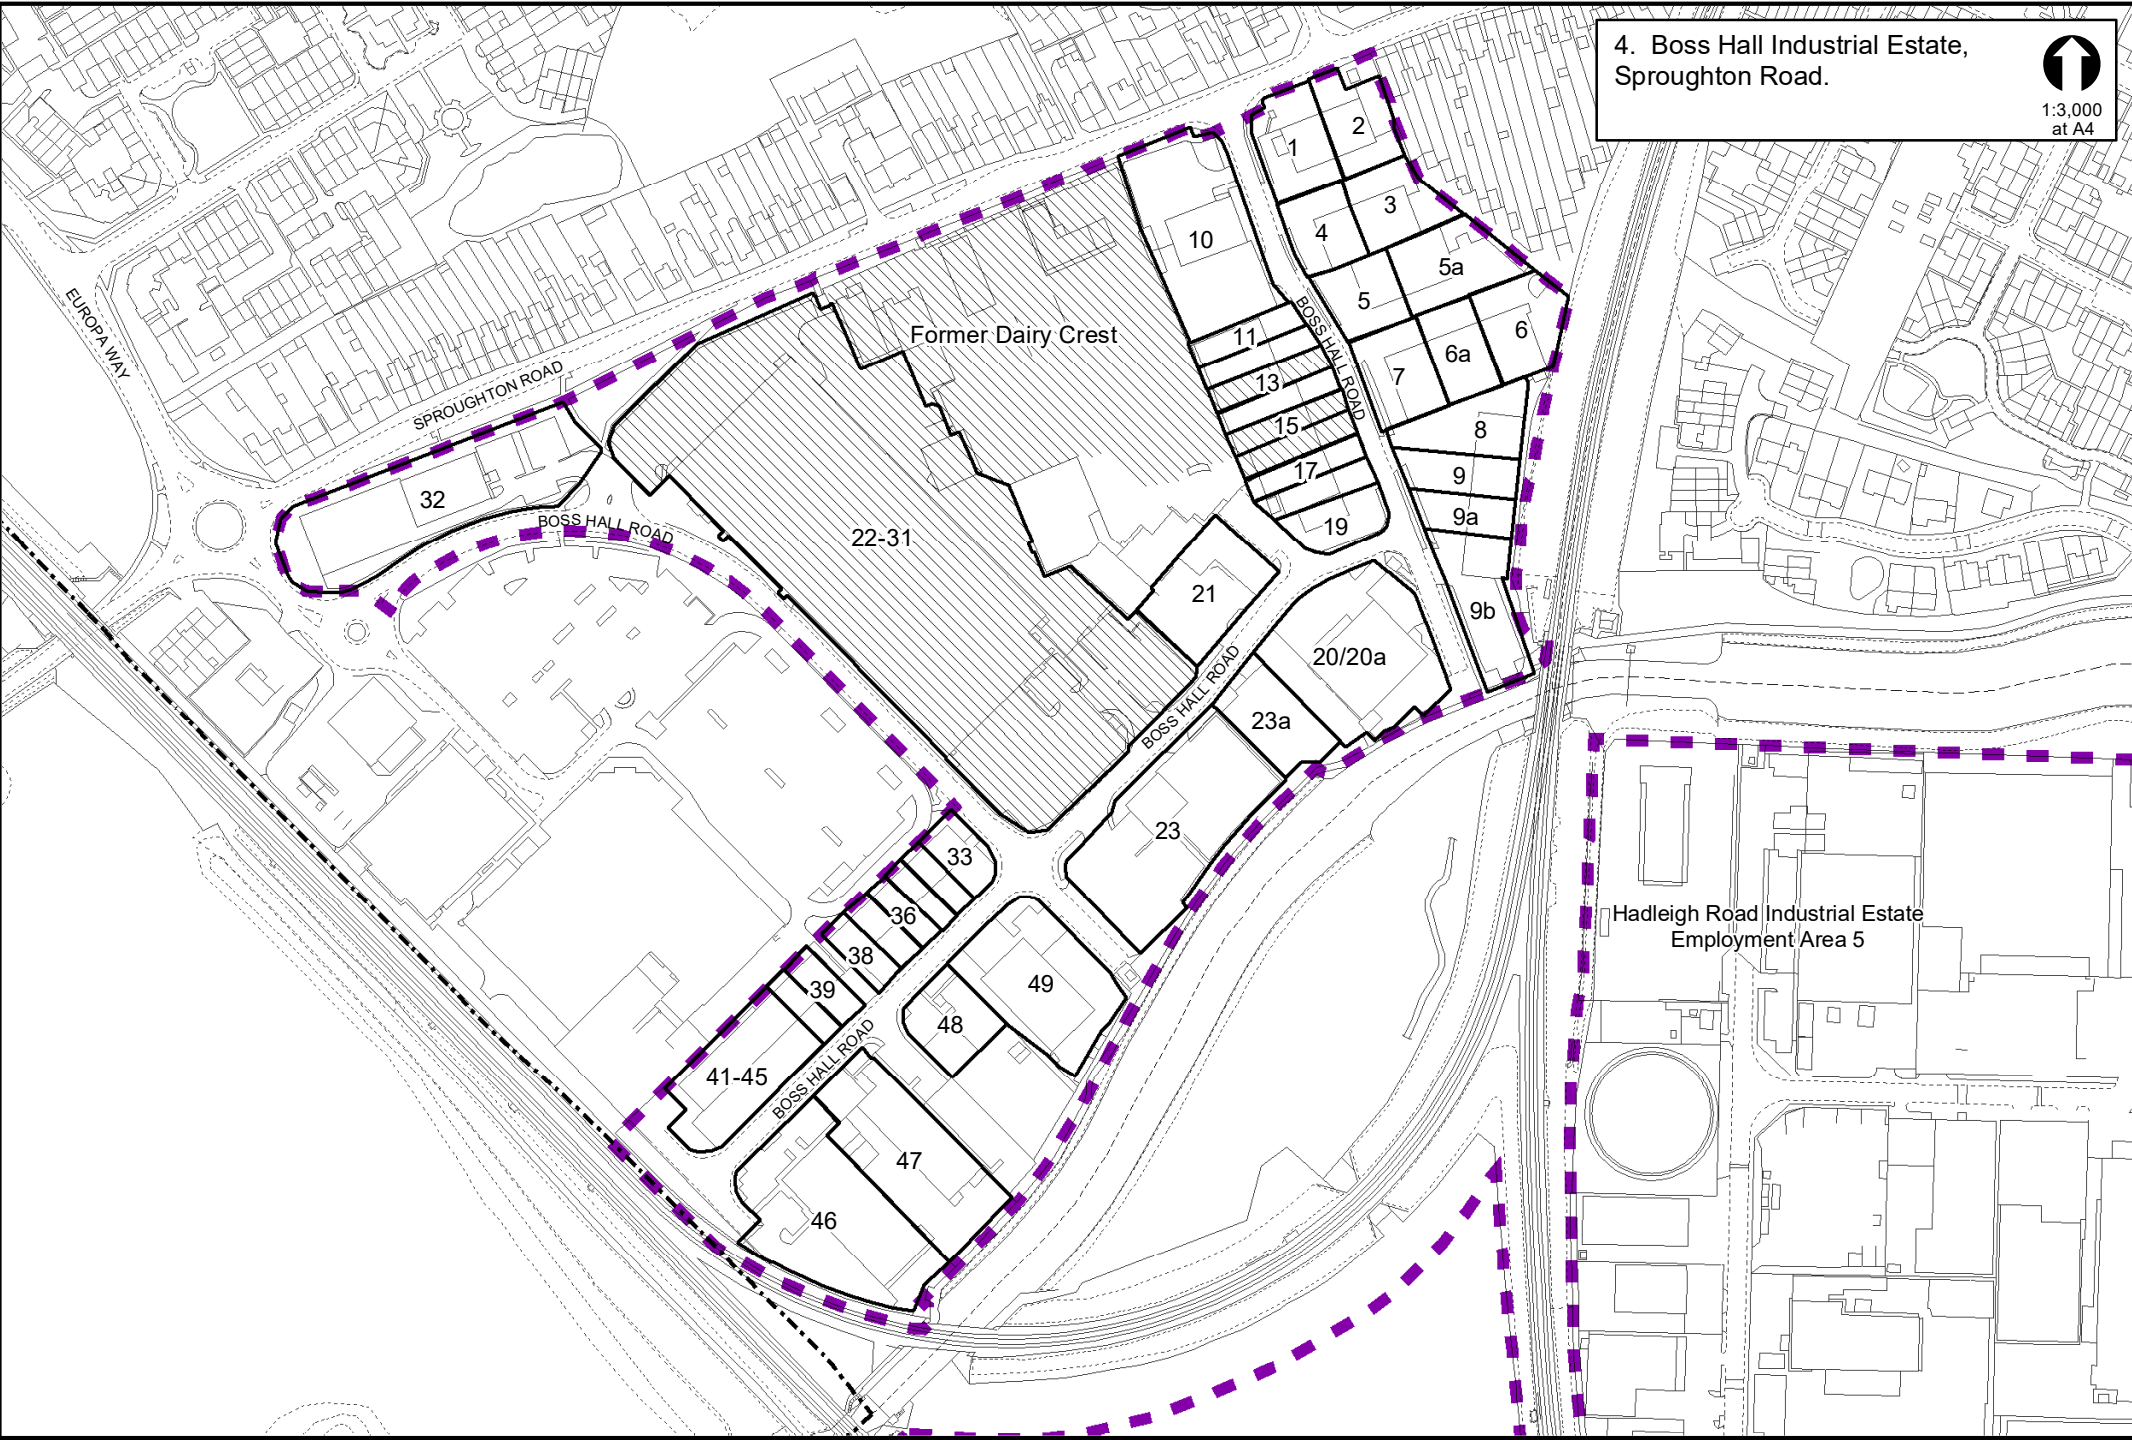 4. Boss Hall Industrial Estate,
Sproughton Road.
1:3,000
at A4
2
1
3
4
10
5a
5
6
11
Former Dairy Crest
6a
7
13
15
8
17
9
9a
19
32
22-31
21
9b
20/20a
23a
23
33
36
38
39
49
48
41-45
47
46
EUROPA WAY
SPROUGHTON ROAD
BOSS HALL ROAD
BOSS HALL ROAD
BOSS HALL ROAD
BOSS HALL ROAD
Hadleigh Road Industrial Estate
Employment Area 5